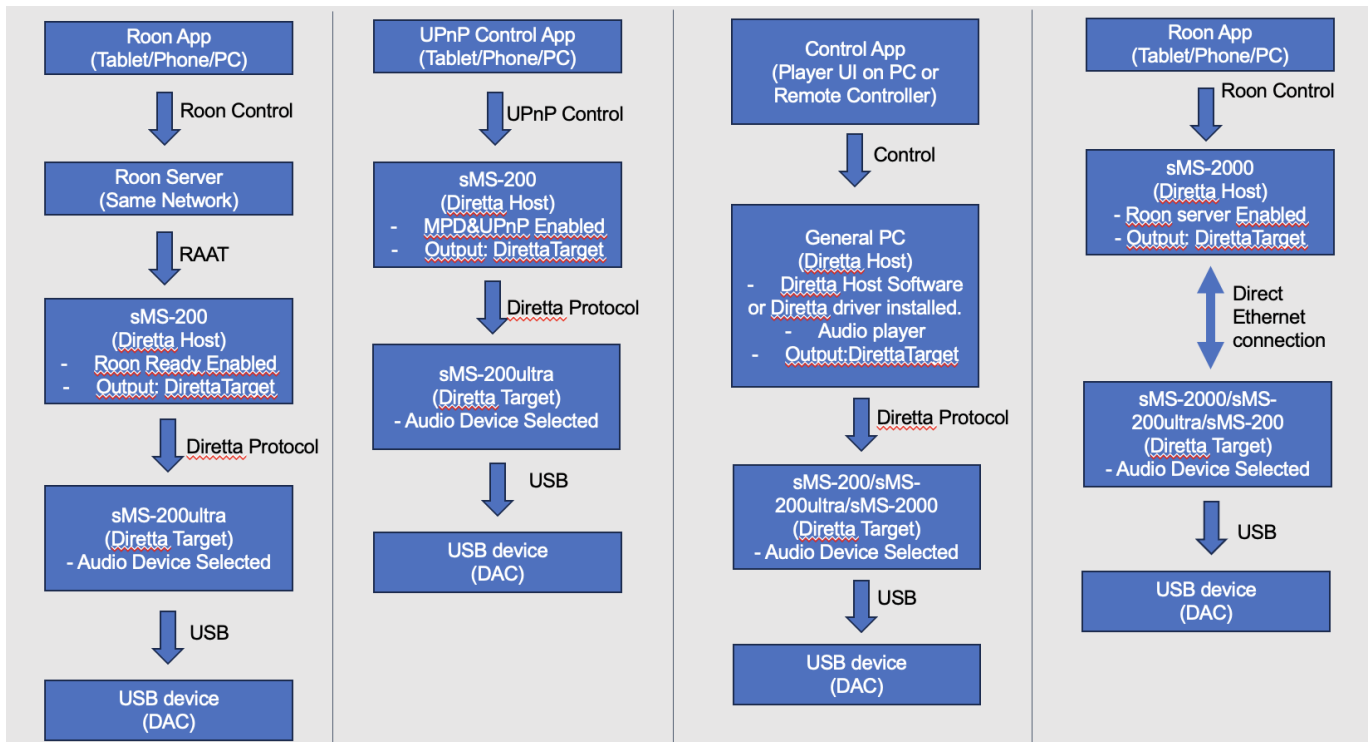 Roon App
(Tablet/Phone/PC)
Roon Control
Roon Server
(Same Network)
RAAT
sMS-200
(Diretta Host)
- Roon Ready Enabled
- Output: DirettaTarget
Diretta Protocol
sMS-200ultra
(Diretta Target)
- Audio Device Selected
USB
USB device
(DAC)
UPnP Control App
(Tablet/Phone/PC)
UPnP Control
sMS-200
(Diretta Host)
- MPD&UPnP Enabled
- Output: DirettaTarget
Diretta Protocol
sMS-200ultra
(Diretta Target)
- Audio Device Selected
USB
USB device
(DAC)
Control App
(Player UI on PC or
Remote Controller)
Control
General PC
(Diretta Host)
- Diretta Host Software
or Diretta driver installed.
- Audio player
- Output:DirettaTarget
Diretta Protocol
sMS-200/sMS-
200ultra/sMS-2000
(Diretta Target)
- Audio Device Selected
USB
USB device
(DAC)
Roon App
(Tablet/Phone/PC)
Roon Control
sMS-2000
(Diretta Host)
- Roon server Enabled
- Output: DirettaTarget
Direct
Ethernet
connection
sMS-2000/sMS-
200ultra/sMS-200
(Diretta Target)
- Audio Device Selected
USB
USB device
(DAC)